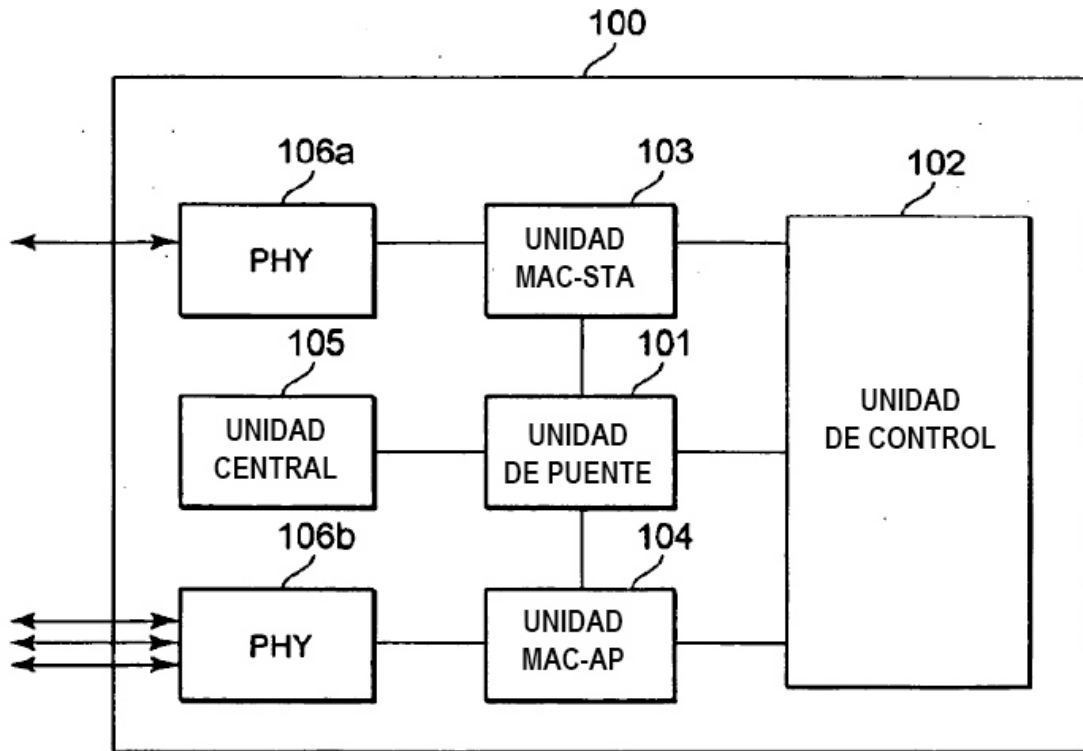 100
106a
103
102
PHY
UNIDAD
MAC-STA
105
101
UNIDAD
CENTRAL
UNIDAD
DE PUENTE
UNIDAD
DE CONTROL
106b
104
PHY
UNIDAD
MAC-AP